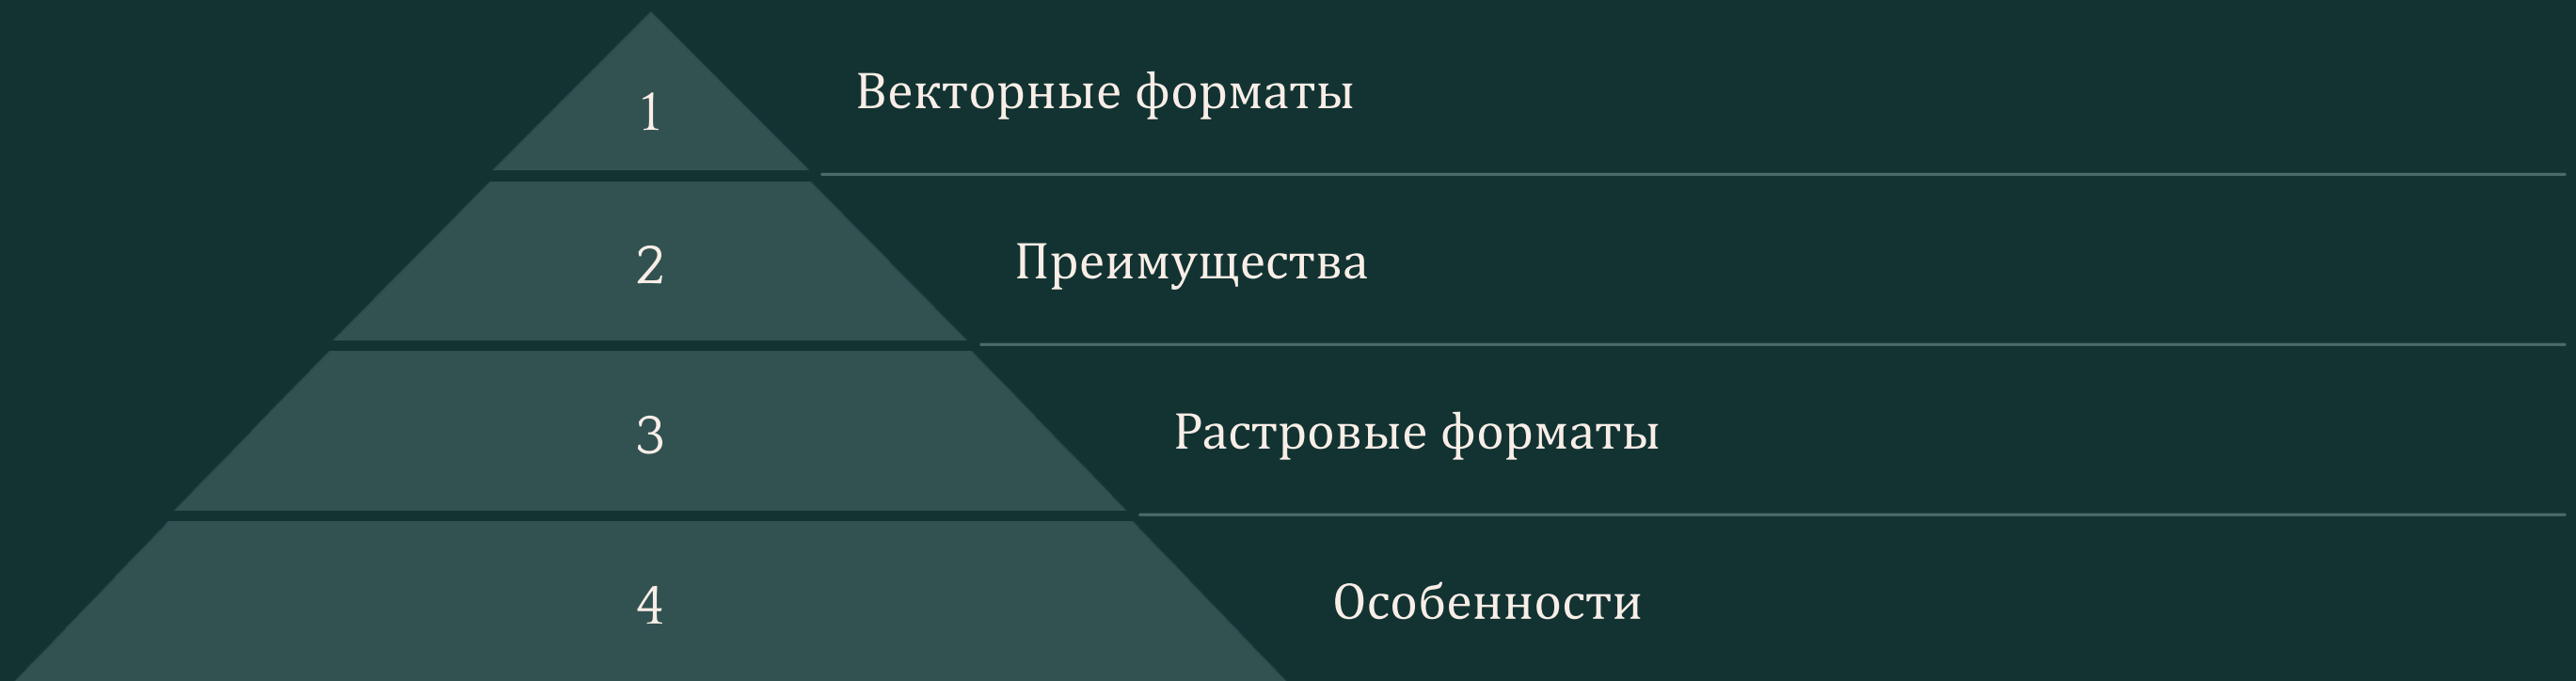 1
Векторные форматы
2
Преимущества
3
Растровые форматы
4
Особенности